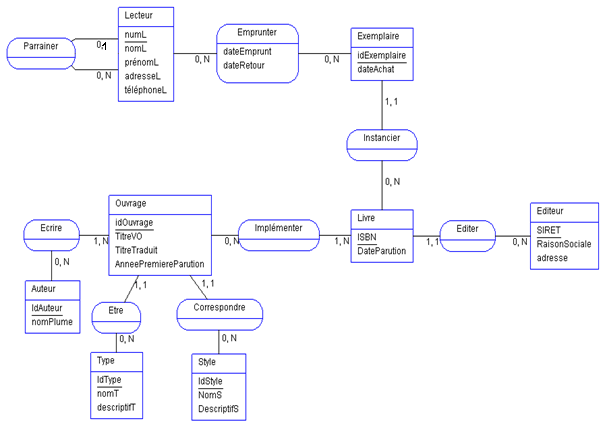 Lecteur
numL
nomL
prénomL
adresseL
téléphoneL
Parrainer
0,1
0, N
0, N
Emprunter
dateEmprunt
dateRetour
0, N
Exemplaire
idExemplaire
dateAchat
1, 1
Instancier
0, N
Ouvrage
idOuvrage
TitreVO
TitreTraduit
AnneePremiereParution
Ecrire
1, N
0, N
Implémenter
0, N
1, N
Livre
ISBN
DateParution
1, 1
Editer
0, N
Editeur
SIRET
RaisonSociale
adresse
Auteur
IdAuteur
nomPlume
1, 1
1, 1
Etre
Correspondre
0, N
0, N
Type
IdType
nomT
descriptifT
Style
IdStyle
NomS
DescriptifS